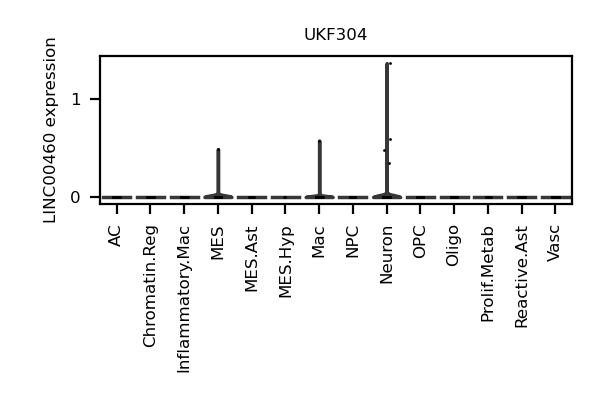 UKF304
LINC00460 expression
1
0
AC
Chromatin.Reg
Inflammatory.Mac
MES
MES.Ast
MES.Hyp
Mac
NPC
Neuron
OPC
Oligo
Prolif.Metab
Reactive.Ast
Vasc